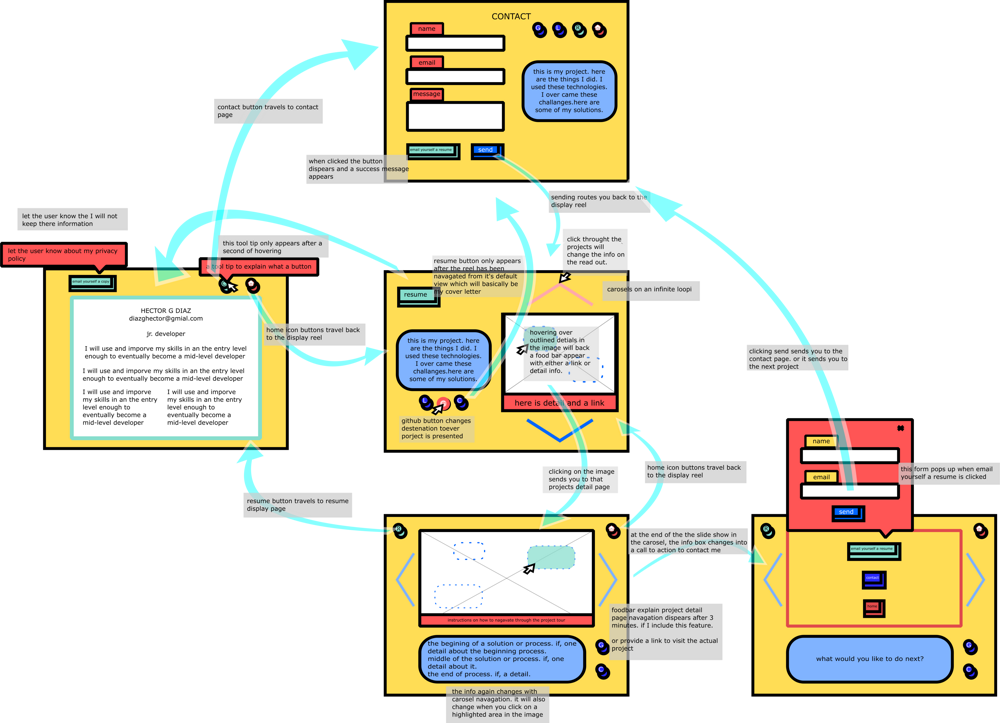 CONTACT
name
G
L
R
email
message
this is my project. here
are the things I did. I
used these technologies.
I over came these
challanges.here are
some of my solutions.
email yourself a resume
send
contact button travels to contact
page
when clicked the button
dispears and a success message
appears
sending routes you back to the
display reel
let the user know the I will not
keep there information
let the user know about my privacy
policy
this tool tip only appears after a
second of hovering
tool tip to explain what a button
email yourself a copy
HECTOR G DIAZ
diazghector@gmial.com
jr. developer
I will use and imporve my skills in an the entry level
enough to eventually become a mid-level developer
I will use and imporve my skills in an the entry level
enough to eventually become a mid-level developer
I will use and imporve
my skills in an the entry
level enough to
eventually become a
mid-level developer
I will use and imporve
my skills in an the entry
level enough to
eventually become a
mid-level developer
home icon buttons travel back
to the display reel
resume button travels to resume
display page
resume button only appears
after the reel has been
navagated from it's default
view which will basically be
my cover letter
resume
click throught the
projects will
change the info on
the read out.
carosels on an infinite loopi
this is my project. here
are the things I did. I
used these technologies.
I over came these
challanges.here are
some of my solutions.
L
C
hovering over
outlined detials in
the image will back
a food bar appear
with either a link or
detail info.
here is detail and a link
github button changes
destenation toever
porject is presented
clicking on the image
sends you to that
projects detail page
home icon buttons travel back
to the display reel
clicking send sends you to the
contact page. or it sends you to
the next project
R
instructions on how to nagavate through the project tour
at the end of the the slide show in
the carosel, the info box changes into
a call to action to contact me
foodbar explain project detail
page navagation dispears after 3
minutes. if I include this feature.
or provide a link to visit the actual
project
the begining of a solution or process. if, one
detail about the beginning process.
middle of the solution or process. if, one
detail about it.
the end of process. if, a detail.
G
C
the info again changes with
carosel navagation. it will also
change when you click on a
highlighted area in the image
name
email
send
this form pops up when email
yourself a resume is clicked
R
email yourself a resume
contact
what would you like to do next?
G
C